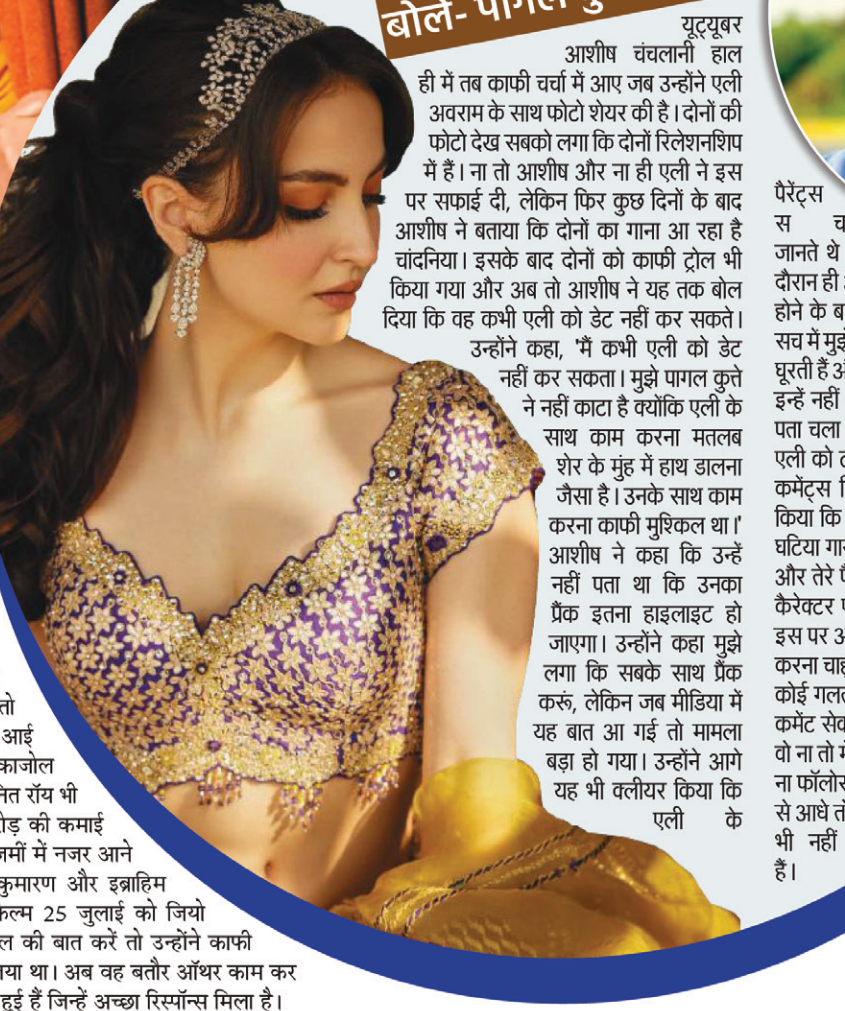 बोले- पागल
यूट्यूबर
आशीष चंचलानी हाल
ही में तब काफी चर्चा में आए जब उन्होंने एली
अवराम के साथ फोटो शेयर की है। दोनों की
फोटो देख सबको लगा कि दोनों रिलेशनशिप
में हैं। ना तो आशीष और ना ही एली ने इस
पर सफाई दी, लेकिन फिर कुछ दिनों के बाद
आशीष ने बताया कि दोनों का गाना आ रहा है
चांदनिया। इसके बाद दोनों को काफी ट्रोल भी
किया गया और अब तो आशीष ने यह तक बोल
दिया कि वह कभी एली को डेट नहीं कर सकते।
उन्होंने कहा, 'मैं कभी एली को डेट
नहीं कर सकता। मुझे पागल कुत्ते
ने नहीं काटा है क्योंकि एली के
साथ काम करना मतलब
शेर के मुंह में हाथ डालना
जैसा है। उनके साथ काम
करना काफी मुश्किल था।'
आशीष ने कहा कि उन्हें
नहीं पता था कि उनका
प्रैंक इतना हाइलाइट हो
जाएगा। उन्होंने कहा मुझे
लगा कि सबके साथ प्रैंक
करूं, लेकिन जब मीडिया में
यह बात आ गई तो मामला
बड़ा हो गया। उन्होंने आगे
यह भी क्लीयर किया कि
एली के
पैरेंट्स
स
जानते थे
दौरान ही
होने के
सच में मुझे
घूरती हैं
इन्हें नहीं
पता चला
एली को
कमेंट्स
किया कि
घटिया
और तेरे
कैरेक्टर
इस पर
करना
कोई
कमेंट
वो ना तो
ना
से आधे
भी नहीं
हैं।
तो
आई
काजोल
रॉय भी
की कमाई
में नजर आने
और इब्राहिम
25 जुलाई को जियो
की बात करें तो उन्होंने काफी
था। अब वह बतौर ऑथर काम कर
हुई हैं जिन्हें अच्छा रिस्पॉन्स मिला है।